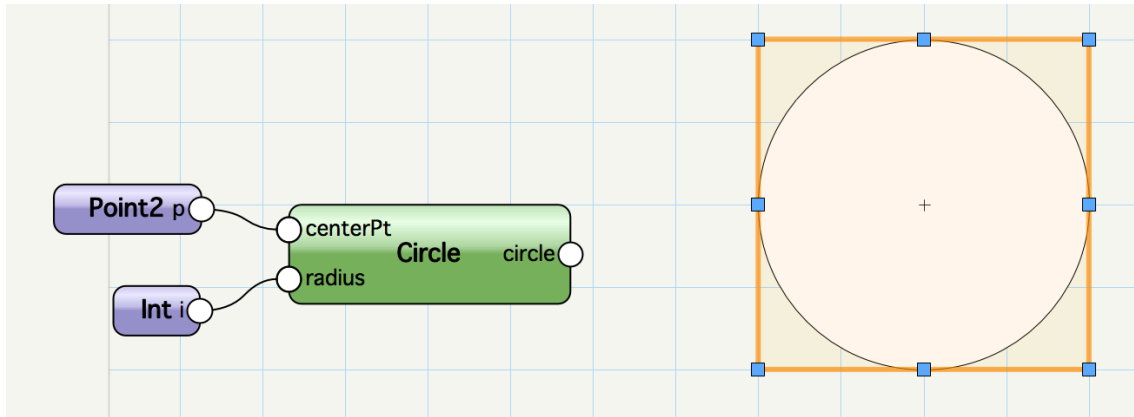 Point2 p
centerPt
Circle circle
radius
Int i